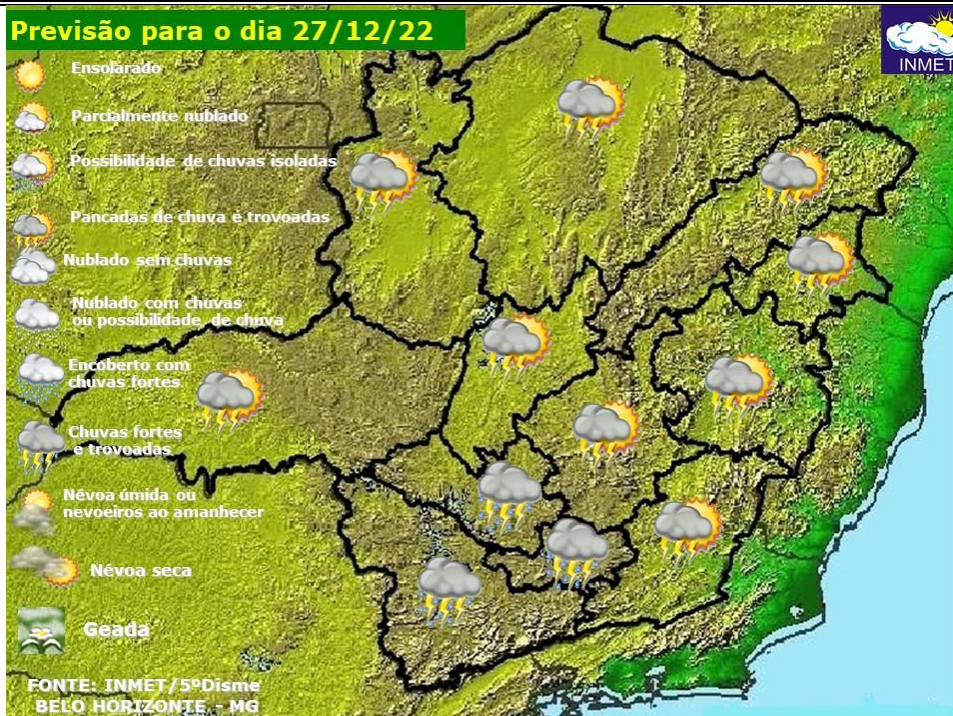 Previsão para o dia 27/12/22
INMET
Ensolarado
Parcialmente nublado
Possibilidade de chuvas isoladas
Pancadas de chuva e trovoadas
Nublado sem chuvas
Nublado com chuvas
ou possibilidade de chuva
Encoberto com
chuvas fortes
Chuvas fortes
e trovoadas
Névoa úmida ou
nevoeiros ao amanhecer
Névoa seca
Geada
FONTE: INMET/5ºDisme
BELO HORIZONTE - MG